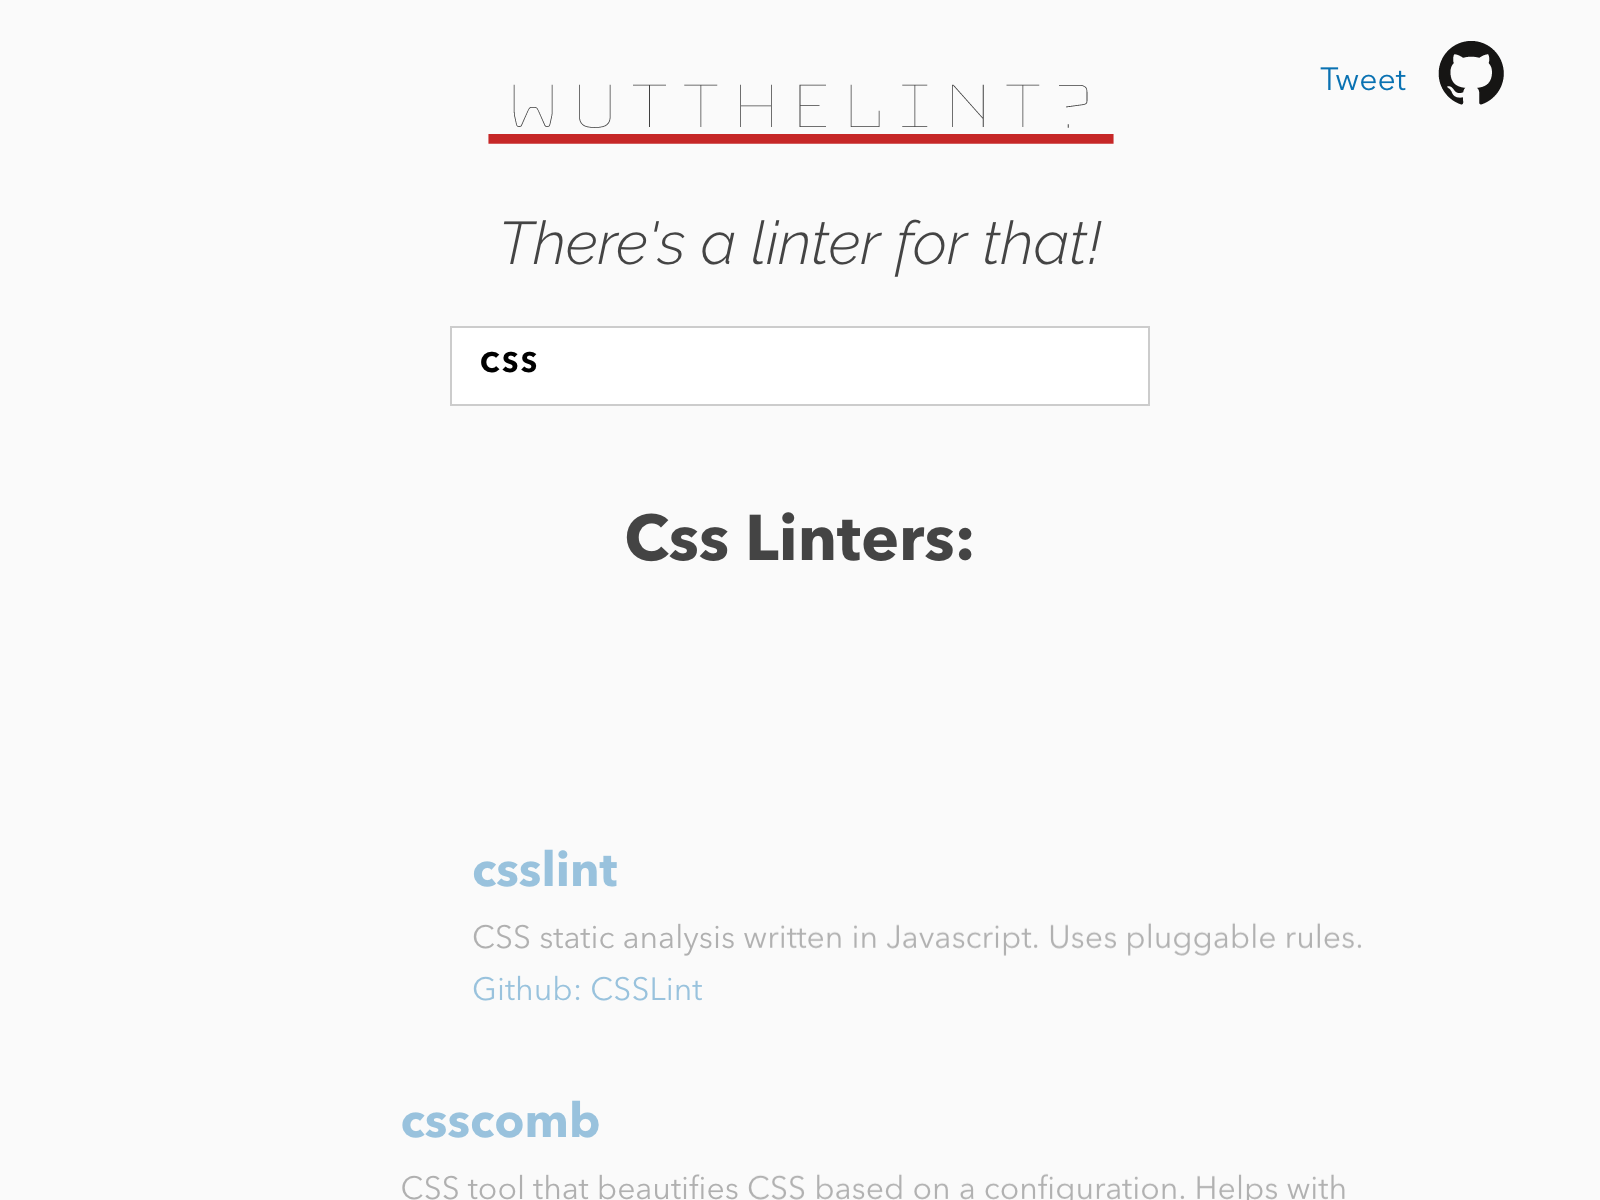 WUTTHELINT?
Tweet
There's a linter for that!
css
Css Linters:
csslint
CSS static analysis written in Javascript. Uses pluggable rules.
Github: CSSLint
csscomb
CSS tool that beautifies CSS based on a configuration. Helps with